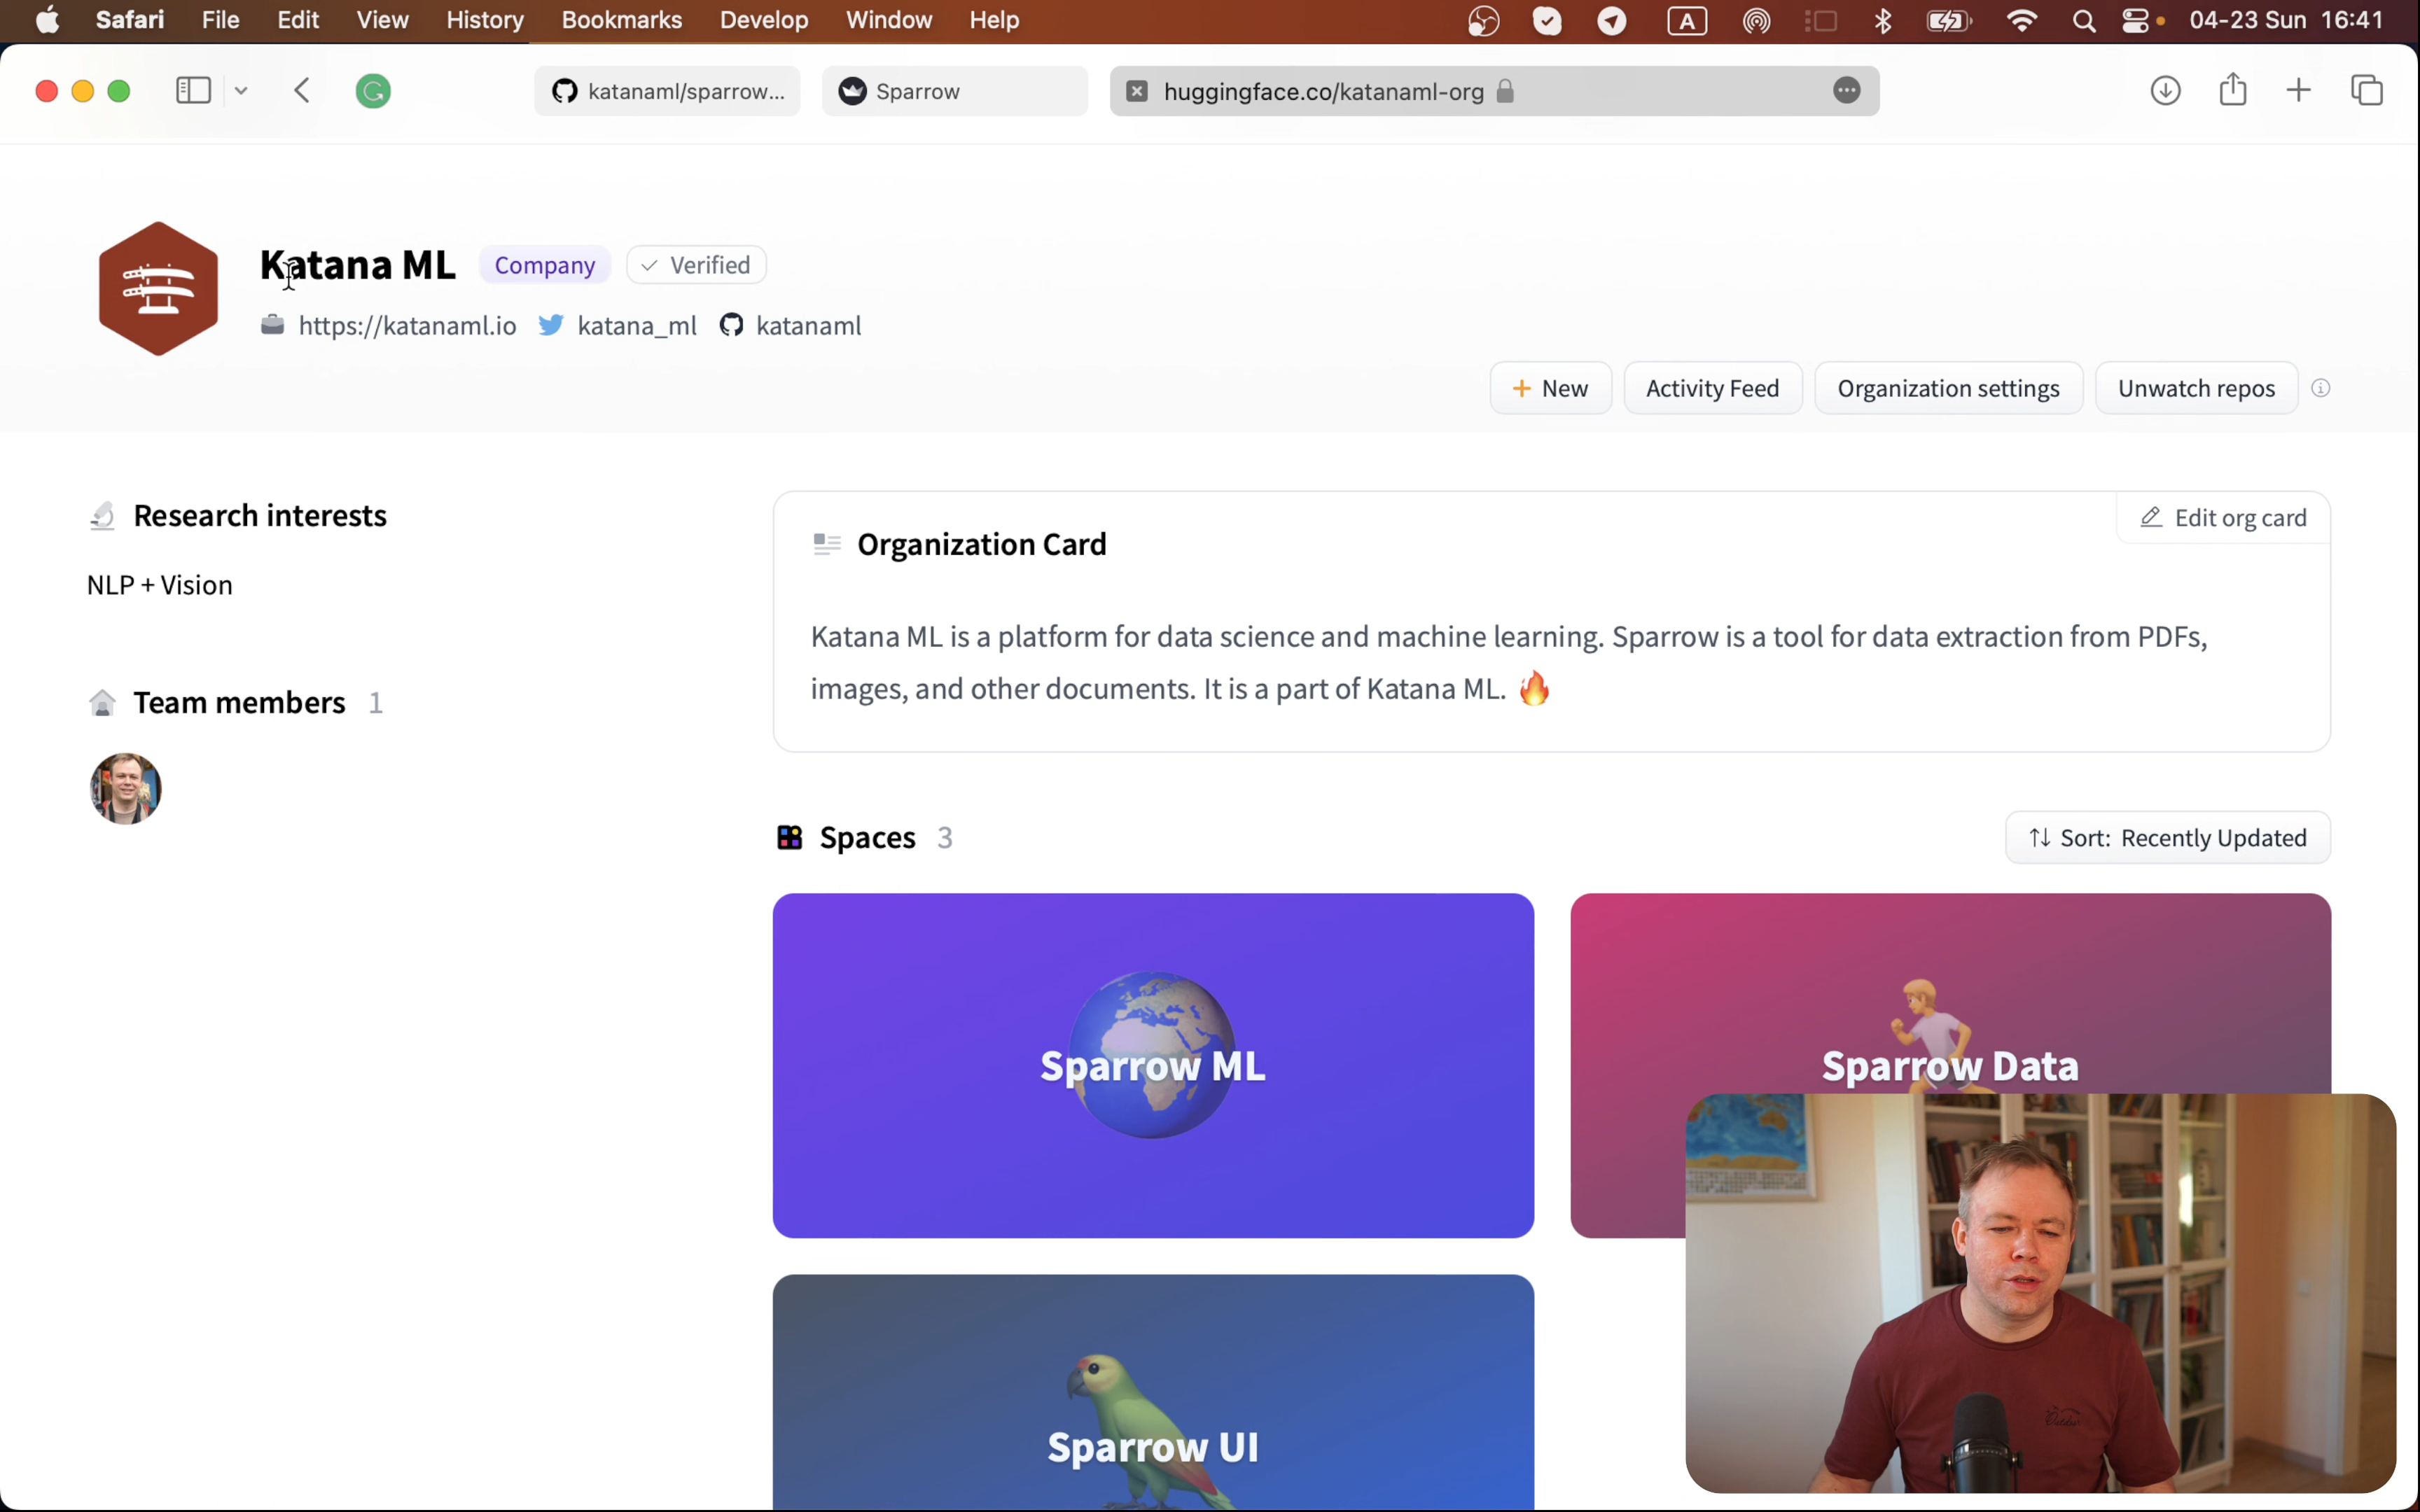 Safari File Edit View History Bookmarks Develop Window Help A 04-23 Sun 16:41
katanaml/sparrow... Sparrow huggingface.co/katanaml-org
Katana ML Company Verified
https://katanaml.io katana_ml katanaml
+ New Activity Feed Organization settings Unwatch repos
Research interests
NLP + Vision
Team members 1
Edit org card
Organization Card
Katana ML is a platform for data science and machine learning. Sparrow is a tool for data extraction from PDFs,
images, and other documents. It is a part of Katana ML. 🔥
Spaces 3
Sort: Recently Updated
Sparrow ML
Sparrow Data
Sparrow UI